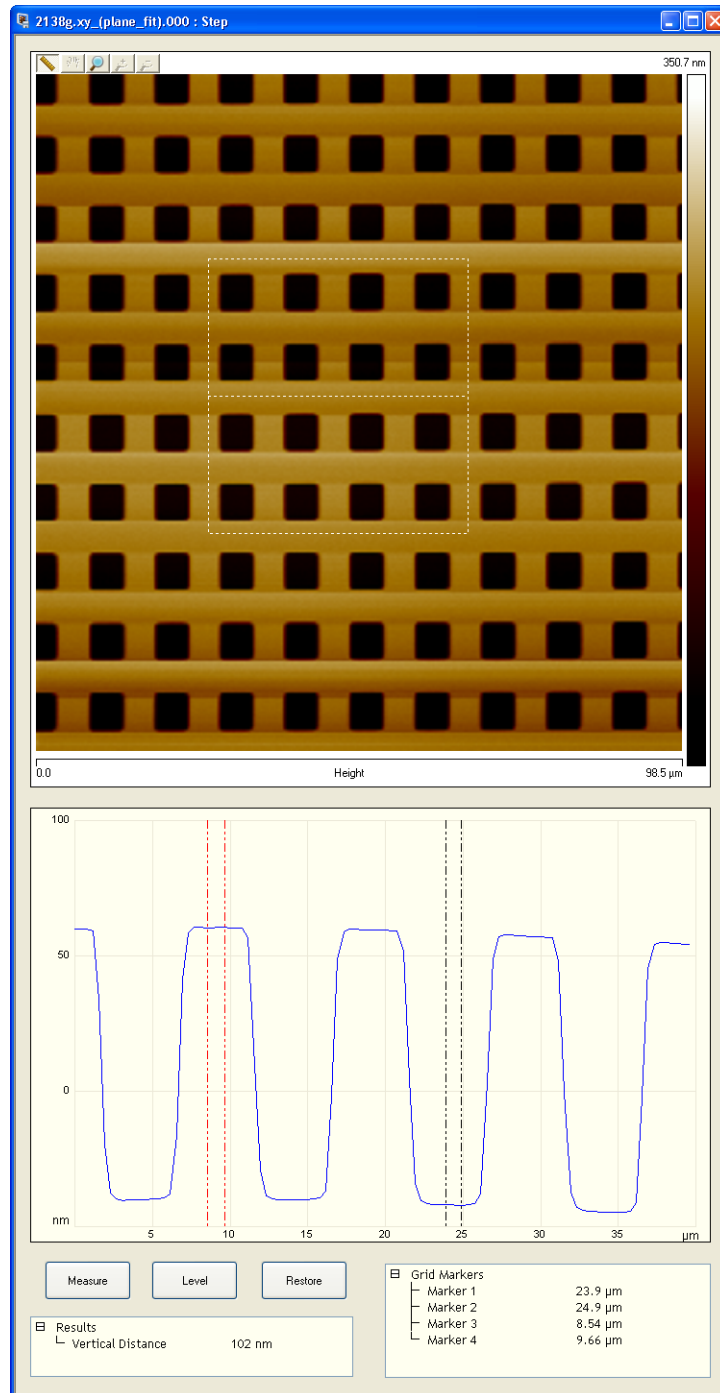 2138g.xy_(plane_fit).000 : Step
350.7 nm
0.0 Height 98.5 µm
100
50
0
nm 5 10 15 20 25 30 35 µm
Measure Level Restore
Grid Markers
Marker 1 23.9 µm
Marker 2 24.9 µm
Marker 3 8.54 µm
Marker 4 9.66 µm
Results
Vertical Distance 102 nm